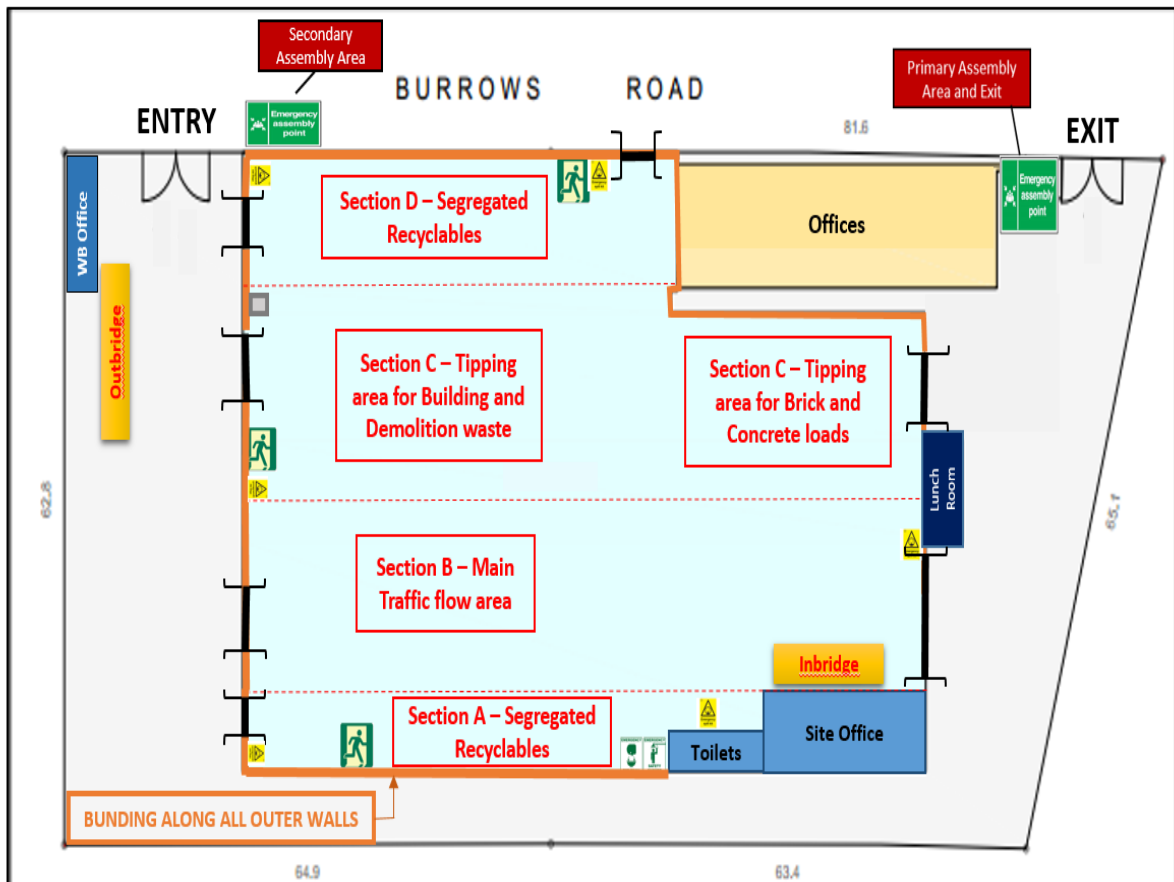 Secondary
Assembly Area
BURROWS ROAD
Primary Assembly
Area and Exit
81.6
ENTRY
Emergency
assembly
point
EXIT
Emergency
assembly
point
WB Office
Section D – Segregated
Recyclables
Offices
Outbridge
Section C – Tipping
area for Building and
Demolition waste
Section C – Tipping
area for Brick and
Concrete loads
Lunch
Room
62.8
65.1
Section B – Main
Traffic flow area
Inbridge
Section A – Segregated
Recyclables
Toilets
Site Office
BUNDING ALONG ALL OUTER WALLS
64.9
63.4